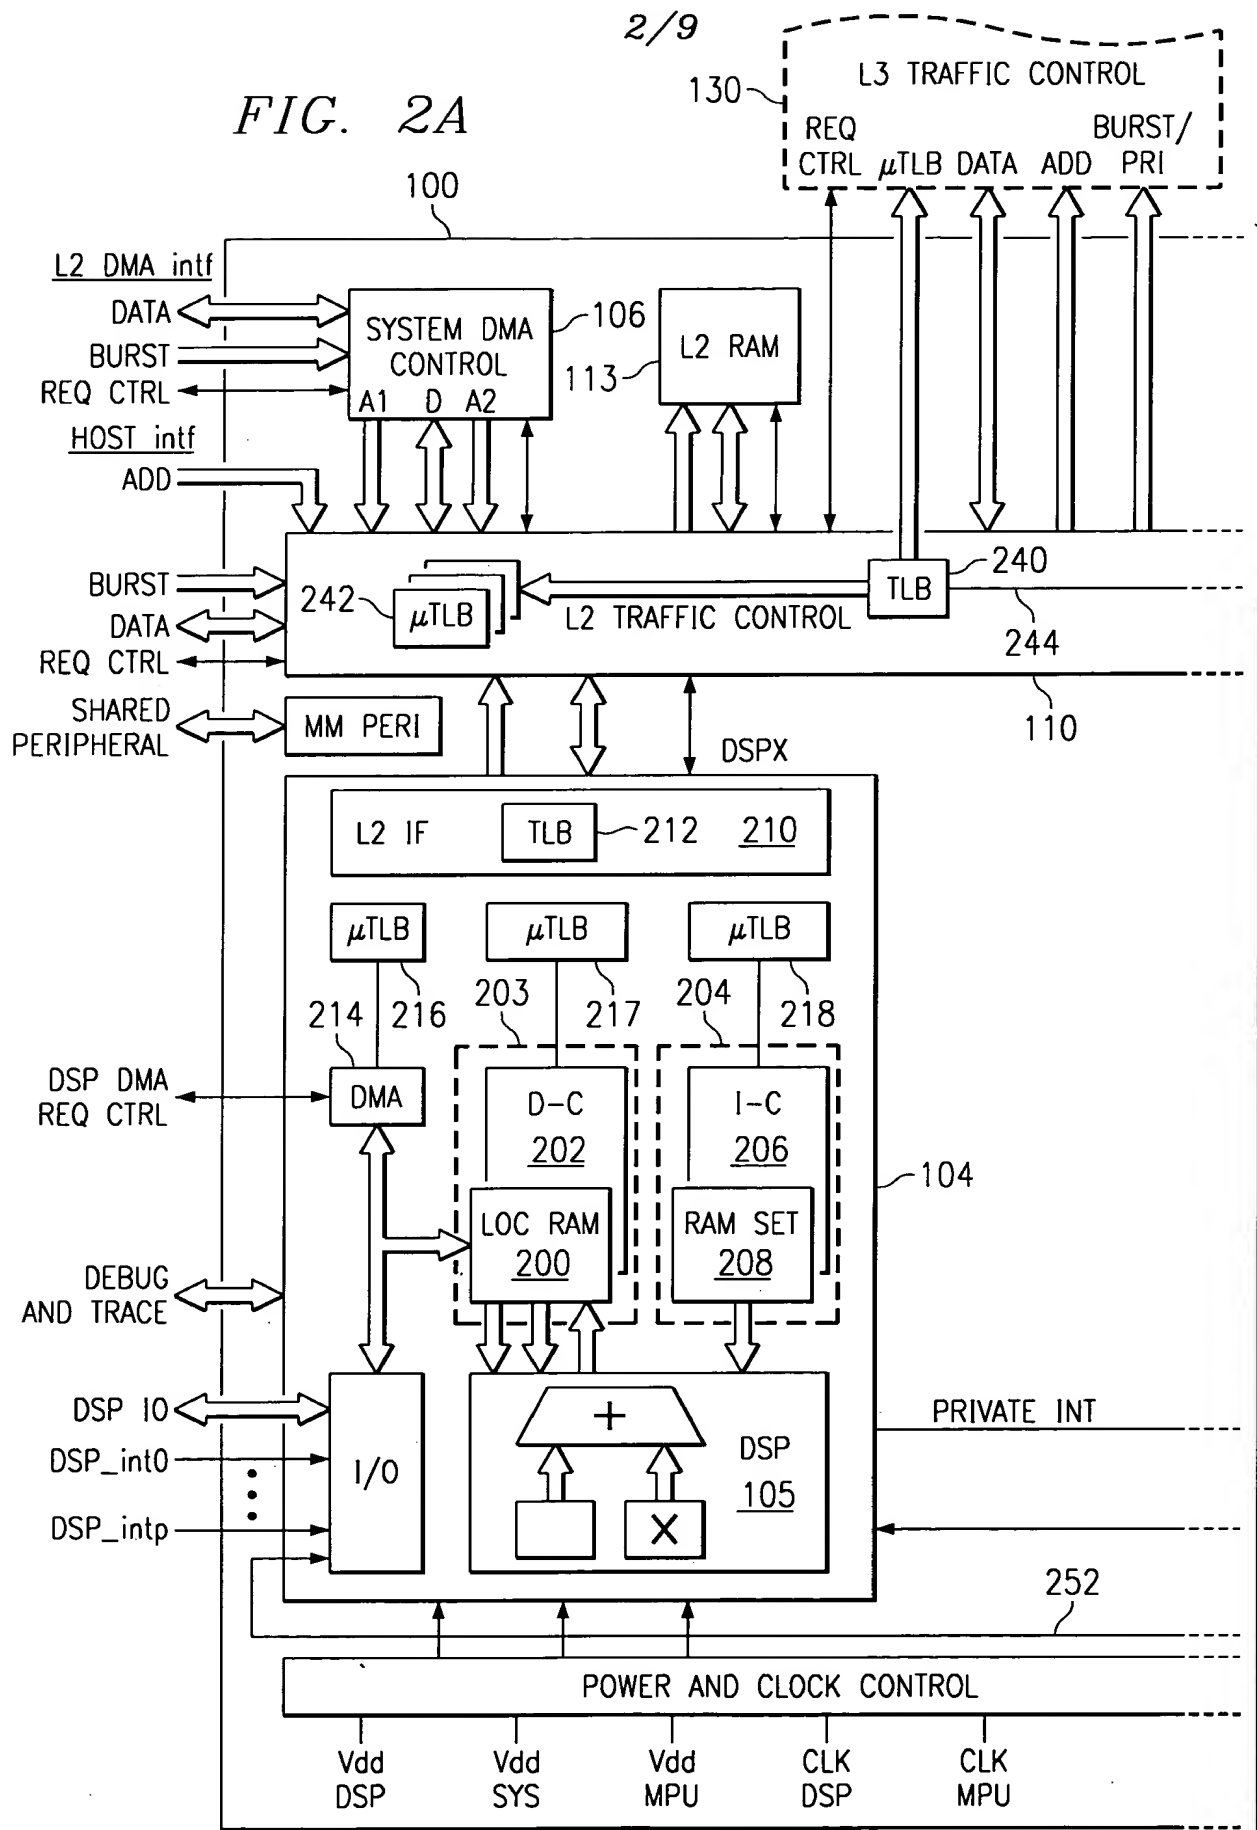 2/9
FIG. 2A
L3 TRAFFIC CONTROL
130
REQ
CTRL
μTLB
DATA
ADD
BURST/
PRI
100
L2 DMA intf
DATA
BURST
REQ CTRL
SYSTEM DMA
CONTROL
A1 D A2
106
L2 RAM
113
HOST intf
ADD
BURST
DATA
REQ CTRL
242
μTLB
L2 TRAFFIC CONTROL
TLB
240
244
110
SHARED
PERIPHERAL
MM PERI
DSPX
L2 IF
TLB
212
210
μTLB
μTLB
μTLB
216
217
218
214
203
204
DSP DMA
REQ CTRL
DMA
D-C
202
I-C
206
104
LOC RAM
200
RAM SET
208
DEBUG
AND TRACE
DSP IO
DSP_int0
DSP_intp
I/O
+
DSP
105
X
PRIVATE INT
252
POWER AND CLOCK CONTROL
Vdd
DSP
Vdd
SYS
Vdd
MPU
CLK
DSP
CLK
MPU